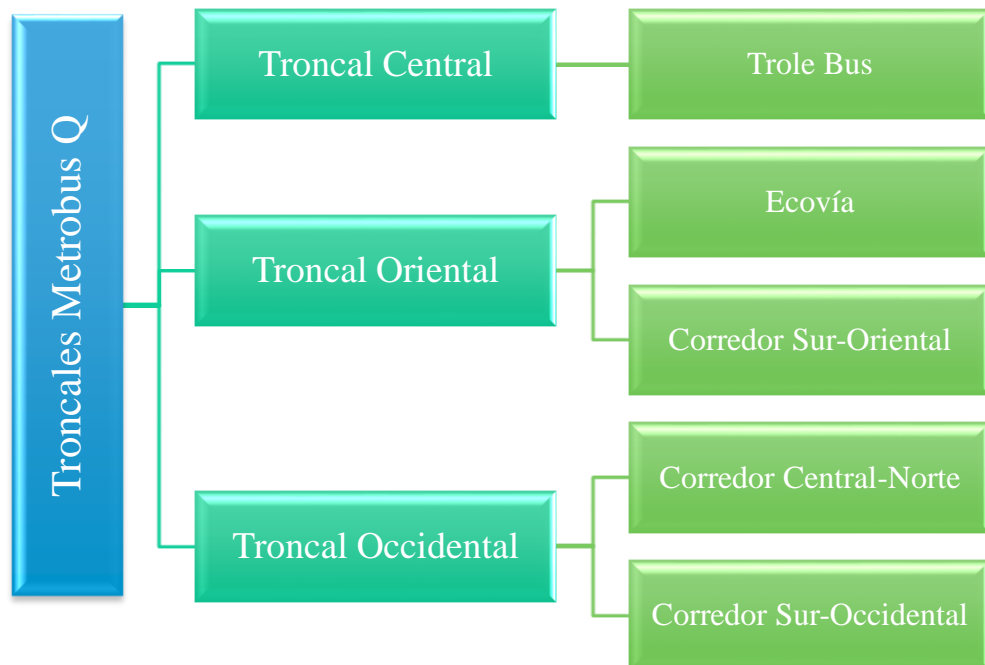 Troncales Metrobus Q
Troncal Central
Trole Bus
Troncal Oriental
Ecovía
Corredor Sur-Oriental
Troncal Occidental
Corredor Central-Norte
Corredor Sur-Occidental